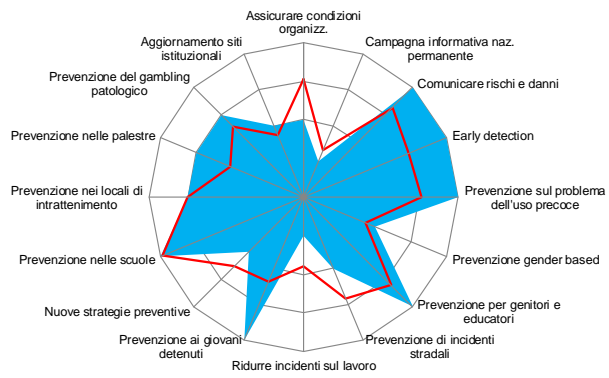 Assicurare condizioni
organizz.
Campagna informativa naz.
permanente
Comunicare rischi e danni
Early detection
Prevenzione sul problema
dell'uso precoce
Prevenzione gender based
Prevenzione per genitori e
educatori
Prevenzione di incidenti
stradali
Ridurre incidenti sul lavoro
Prevenzione ai giovani
detenuti
Nuove strategie preventive
Prevenzione nelle scuole
Prevenzione nei locali di
intrattenimento
Prevenzione nelle palestre
Prevenzione del gambling
patologico
Aggiornamento siti
istituzionali